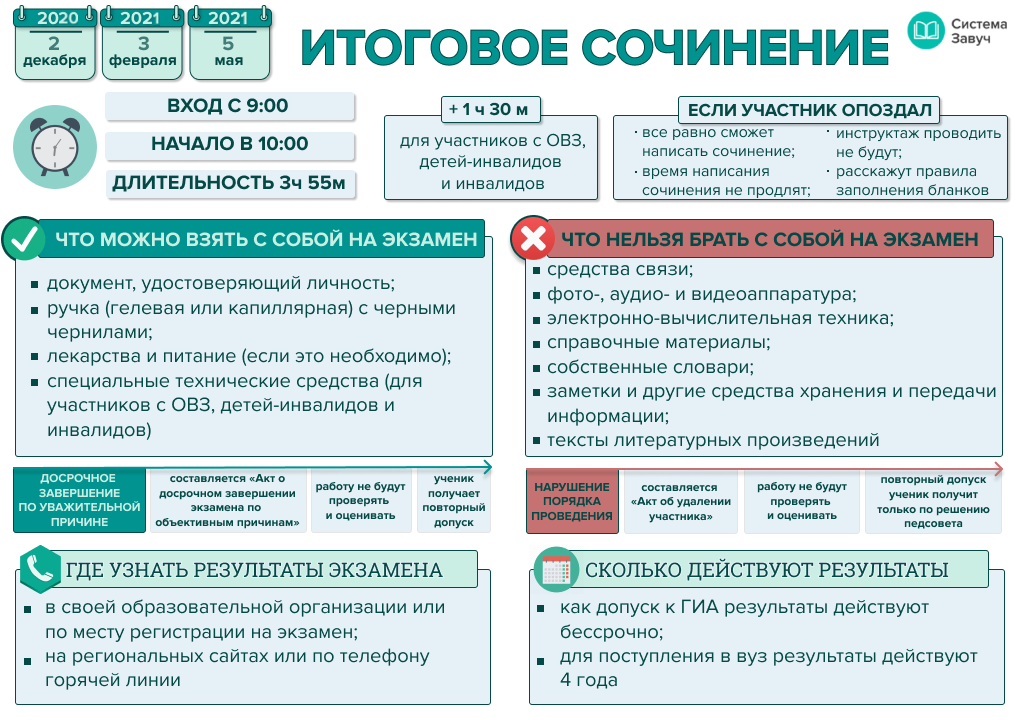 2020
2
декабря
2021
3
февраля
2021
5
мая
ИТОГОВОЕ СОЧИНЕНИЕ
Система
Завуч
ВХОД С 9:00
НАЧАЛО В 10:00
ДЛИТЕЛЬНОСТЬ 3ч 55м
+ 1 ч 30 м
для участников с ОВЗ,
детей-инвалидов
и инвалидов
ЕСЛИ УЧАСТНИК ОПОЗДАЛ
· все равно сможет
написать сочинение;
· время написания
сочинения не продлят;
· инструктаж проводить
не будут;
· расскажут правила
заполнения бланков
ЧТО МОЖНО ВЗЯТЬ С СОБОЙ НА ЭКЗАМЕН
▪ документ, удостоверяющий личность;
▪ ручка (гелевая или капиллярная) с черными
чернилами;
▪ лекарства и питание (если это необходимо);
▪ специальные технические средства (для
участников с ОВЗ, детей-инвалидов и
инвалидов)
ЧТО НЕЛЬЗЯ БРАТЬ С СОБОЙ НА ЭКЗАМЕН
▪ средства связи;
▪ фото-, аудио- и видеоаппаратура;
▪ электронно-вычислительная техника;
▪ справочные материалы;
▪ собственные словари;
▪ заметки и другие средства хранения и передачи
информации;
▪ тексты литературных произведений
ДОСРОЧНОЕ
ЗАВЕРШЕНИЕ
ПО УВАЖИТЕЛЬНОЙ
ПРИЧИНЕ
составляется «Акт о
досрочном завершении
экзамена по
объективным причинам»
работу не будут
проверять
и оценивать
ученик
получает
повторный
допуск
НАРУШЕНИЕ
ПОРЯДКА
ПРОВЕДЕНИЯ
составляется
«Акт об удалении
участника»
работу не будут
проверять
и оценивать
повторный допуск
ученик получит
только по решению
педсовета
ГДЕ УЗНАТЬ РЕЗУЛЬТАТЫ ЭКЗАМЕНА
▪ в своей образовательной организации или
по месту регистрации на экзамен;
▪ на региональных сайтах или по телефону
горячей линии
СКОЛЬКО ДЕЙСТВУЮТ РЕЗУЛЬТАТЫ
▪ как допуск к ГИА результаты действуют
бессрочно;
▪ для поступления в вуз результаты действуют
4 года